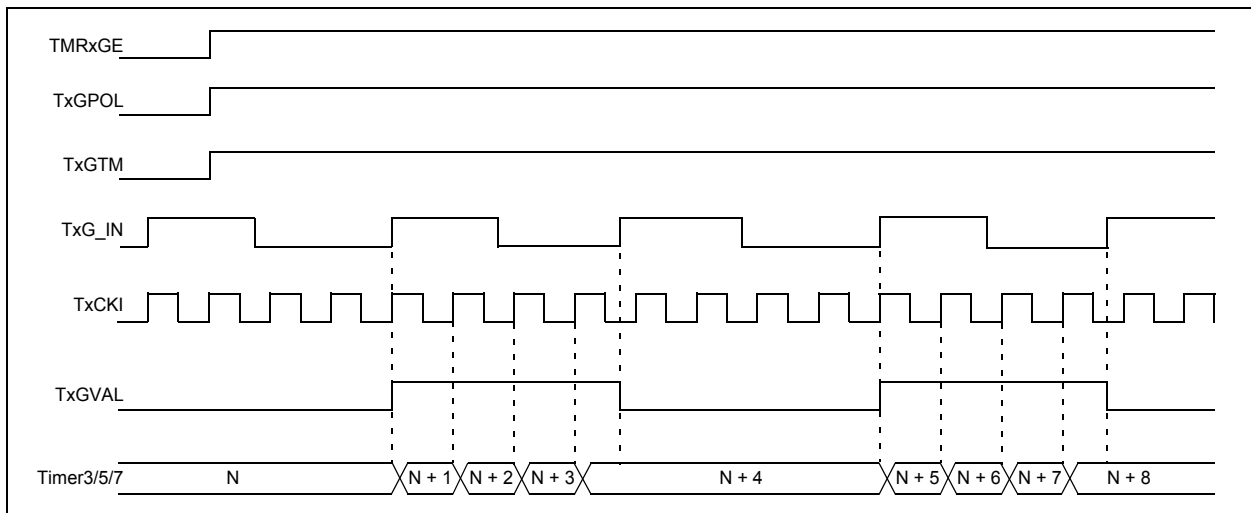 TMRxGE
TxGPOL
TxGTM
TxG_IN
TxCKI
TxGVAL
Timer3/5/7 N N + 1 N + 2 N + 3 N + 4 N + 5 N + 6 N + 7 N + 8